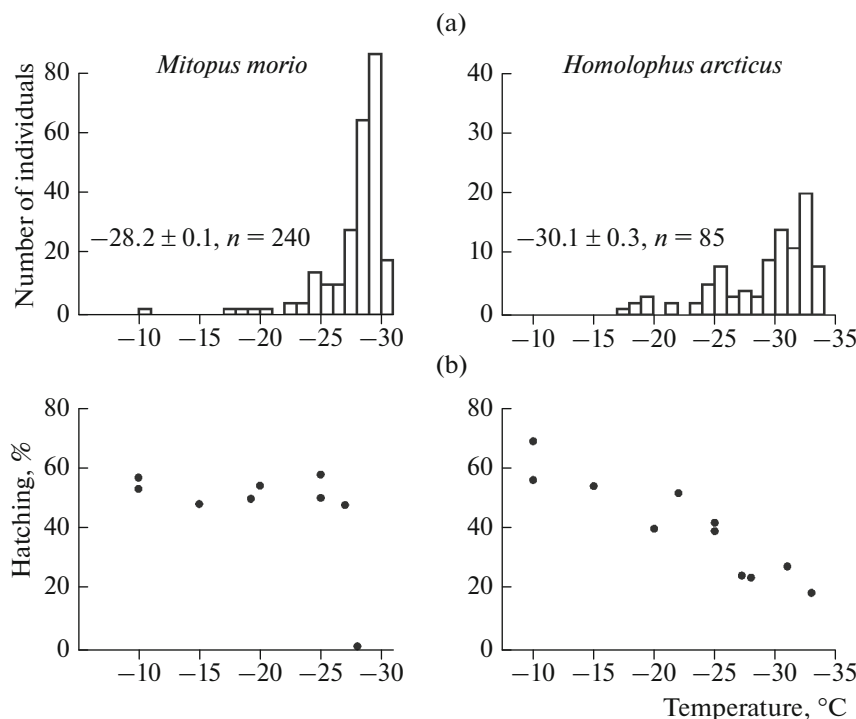 (a)
Mitopus morio
Homolophus arcticus
Number of individuals
80
60
40
20
0
−28.2 ± 0.1, n = 240
−10 −15 −20 −25 −30
40
30
20
10
0
−30.1 ± 0.3, n = 85
−10 −15 −20 −25 −30 −35
(b)
Hatching, %
80
60
40
20
0
−10 −15 −20 −25 −30
80
60
40
20
0
−10 −15 −20 −25 −30 −35
Temperature, °C